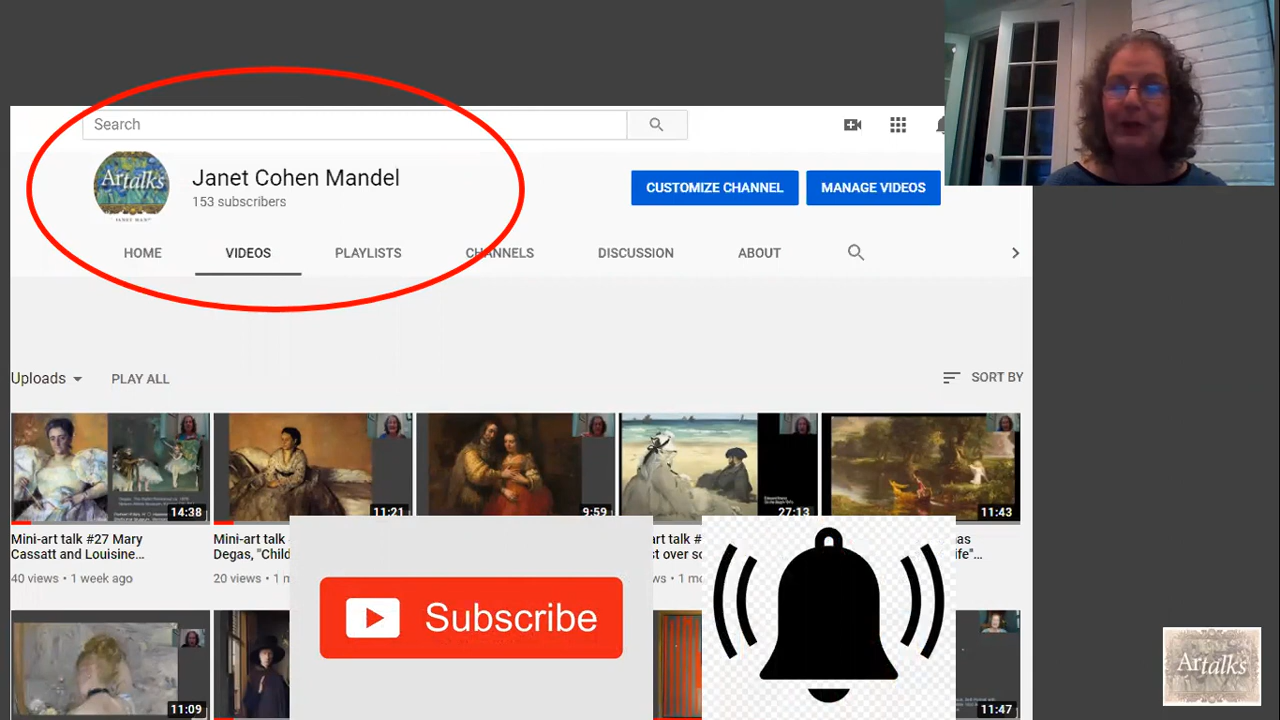 Search
Artalks
JANET MAN
Janet Cohen Mandel
153 subscribers
CUSTOMIZE CHANNEL
MANAGE VIDEOS
HOME
VIDEOS
PLAYLISTS
CHANNELS
DISCUSSION
ABOUT
Uploads
PLAY ALL
SORT BY
14:38
11:21
9:59
27:13
11:43
Mini-art talk #27 Mary
Cassatt and Louisine...
40 views • 1 week ago
Mini-art talk
Degas, "Child
20 views • 1 m
rt talk #
st over so
ws • 1 mo
as
ife"...
Subscribe
11:09
11:47
Artalks